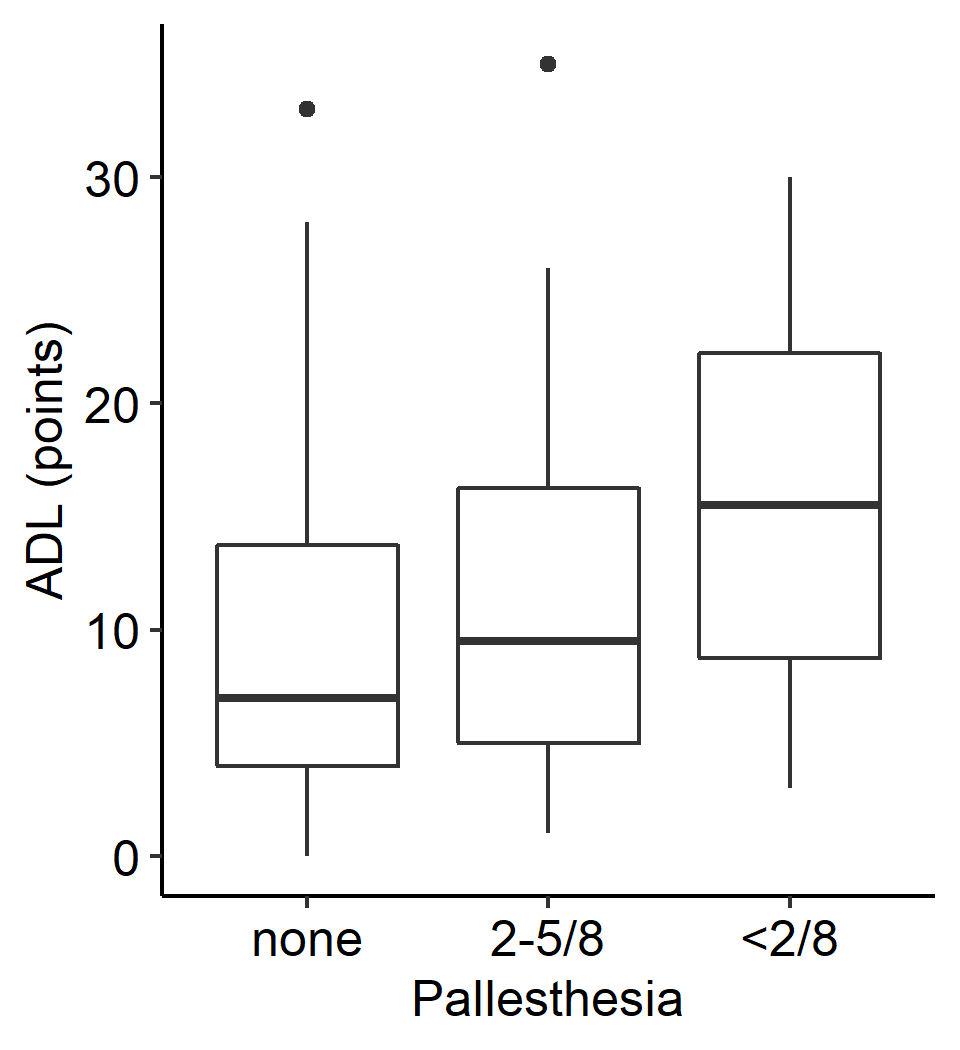 ADL (points)
30
20
10
0
none 2-5/8 <2/8
Pallesthesia